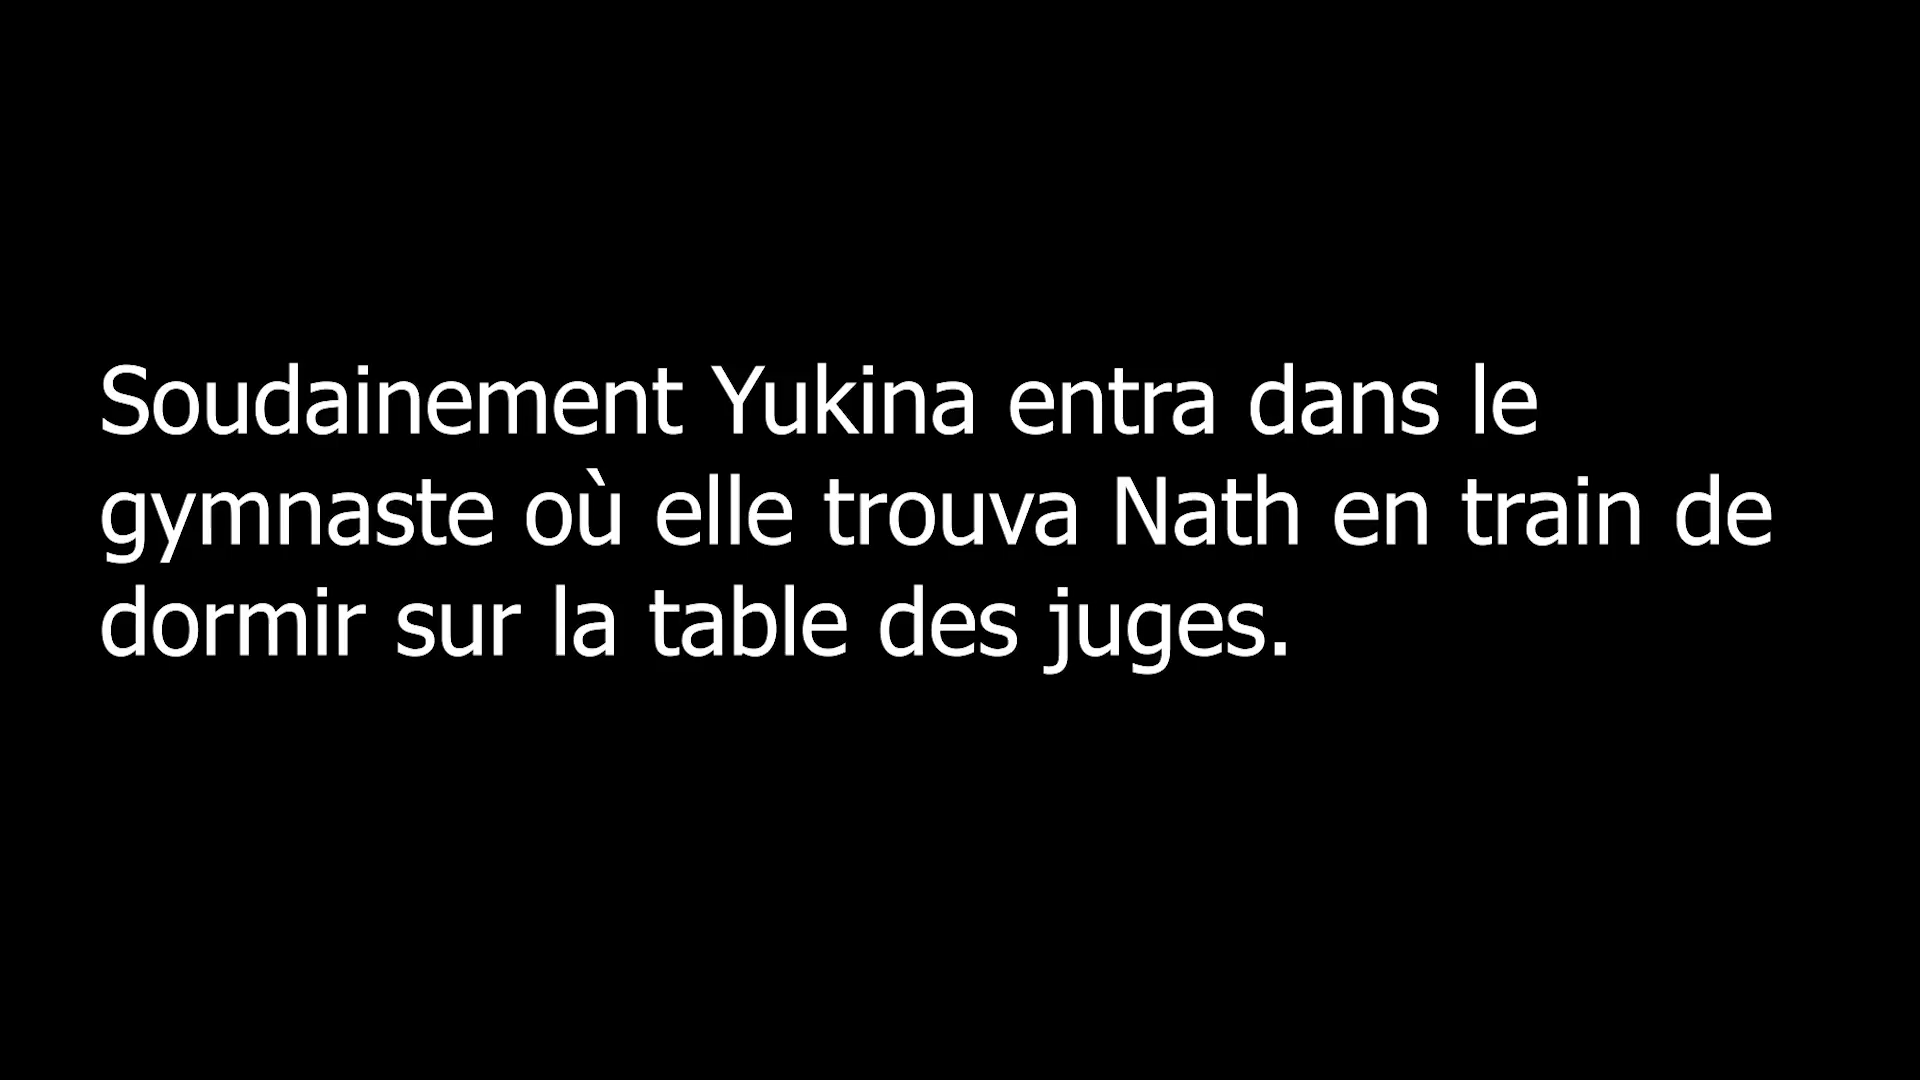 Soudainement Yukina entra dans le
gymnaste où elle trouva Nath en train de
dormir sur la table des juges.